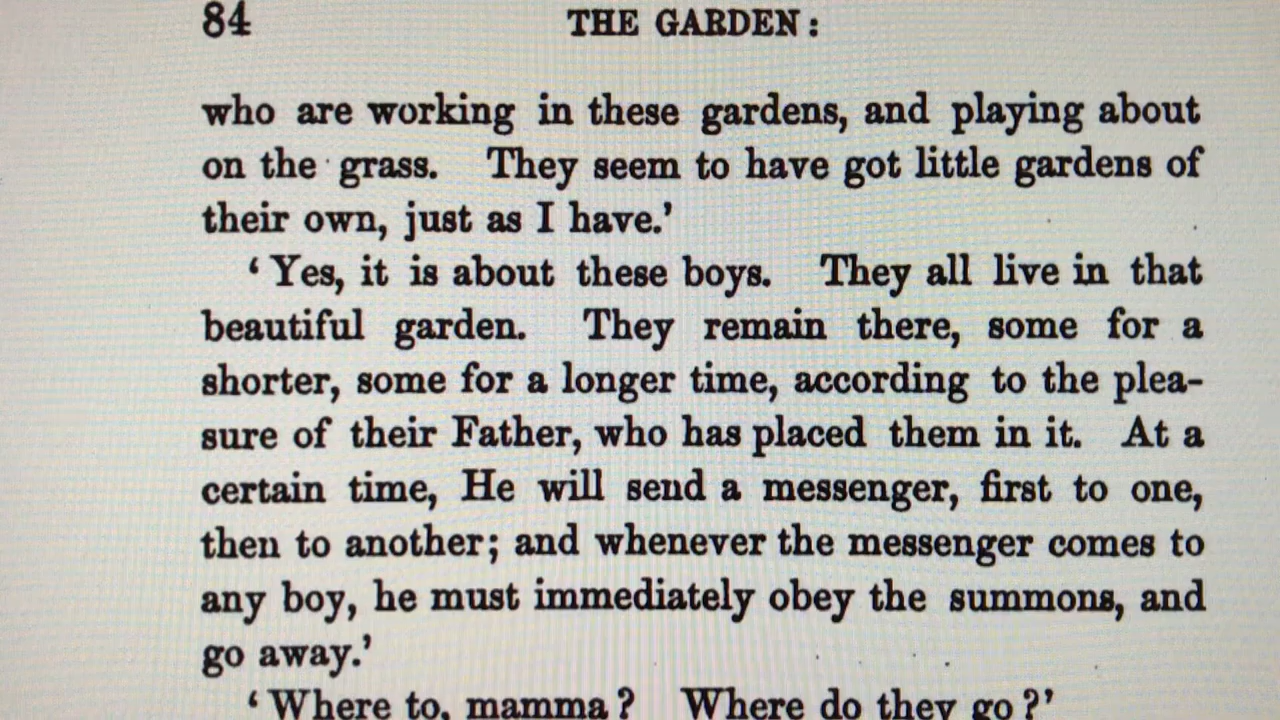 84 THE GARDEN:
who are working in these gardens, and playing about
on the grass. They seem to have got little gardens of
their own, just as I have.’
‘Yes, it is about these boys. They all live in that
beautiful garden. They remain there, some for a
shorter, some for a longer time, according to the plea-
sure of their Father, who has placed them in it. At a
certain time, He will send a messenger, first to one,
then to another; and whenever the messenger comes to
any boy, he must immediately obey the summons, and
go away.’
‘Where to, mamma? Where do they go?’